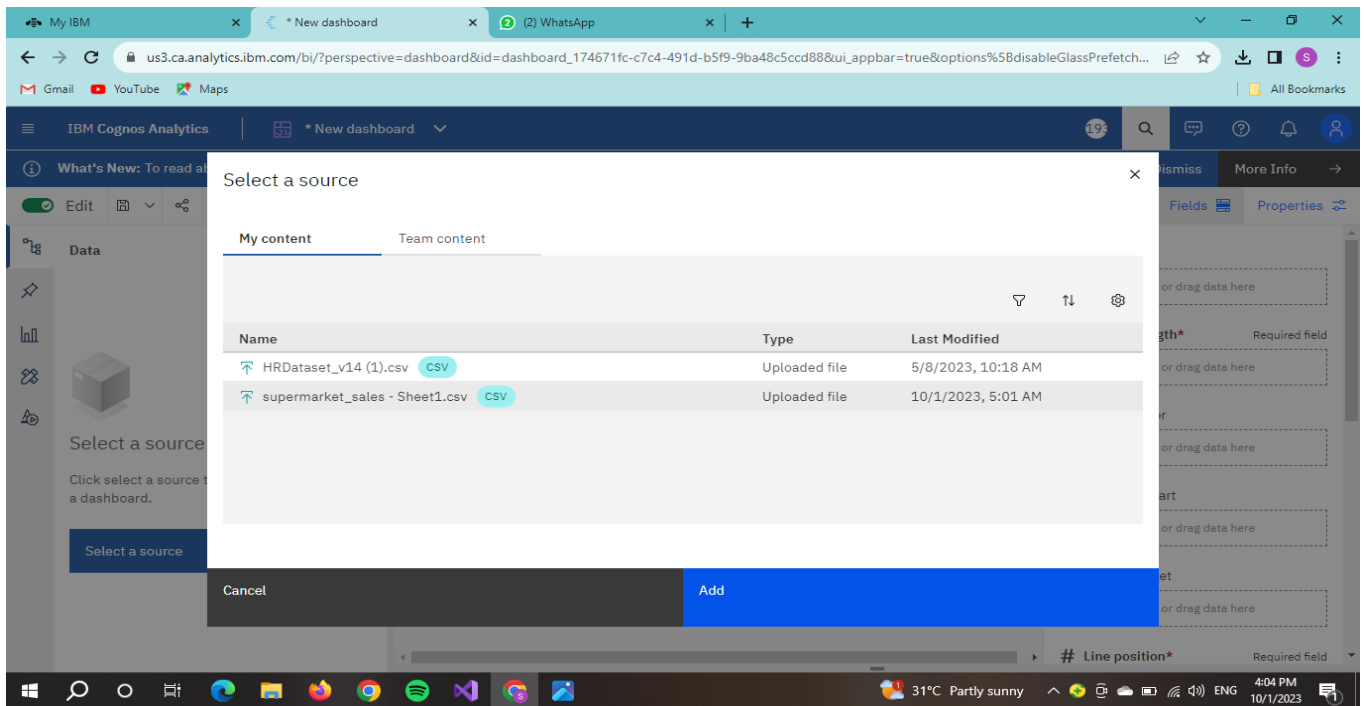 My IBM
* New dashboard
2 (2) WhatsApp
us3.ca.analytics.ibm.com/bi/?perspective=dashboard&id=dashboard_174671fc-c7c4-491d-b5f9-9ba48c5ccd88&ui_appbar=true&options%5BdisableGlassPrefetch...
S
Gmail YouTube Maps All Bookmarks
IBM Cognos Analytics * New dashboard
What's New: To read More Info
Edit Fields Properties
Data
Select a source
My content Team content
Name Type Last Modified
HRDataset_v14 (1).csv CSV Uploaded file 5/8/2023, 10:18 AM
supermarket_sales - Sheet1.csv CSV Uploaded file 10/1/2023, 5:01 AM
Cancel Add
Select a source
Click select a source
a dashboard.
Select a source
or drag data here
Required field
or drag data here
or drag data here
or drag data here
or drag data here
# Line position* Required field
31°C Partly sunny ENG 4:04 PM
10/1/2023